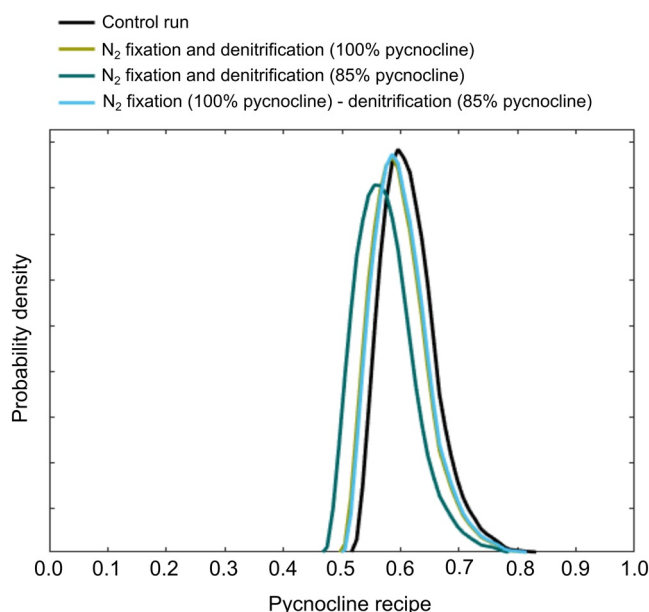 Control run
N₂ fixation and denitrification (100% pycnocline)
N₂ fixation and denitrification (85% pycnocline)
N₂ fixation (100% pycnocline) - denitrification (85% pycnocline)
Probability density
0.0 0.1 0.2 0.3 0.4 0.5 0.6 0.7 0.8 0.9 1.0
Pycnocline recipe